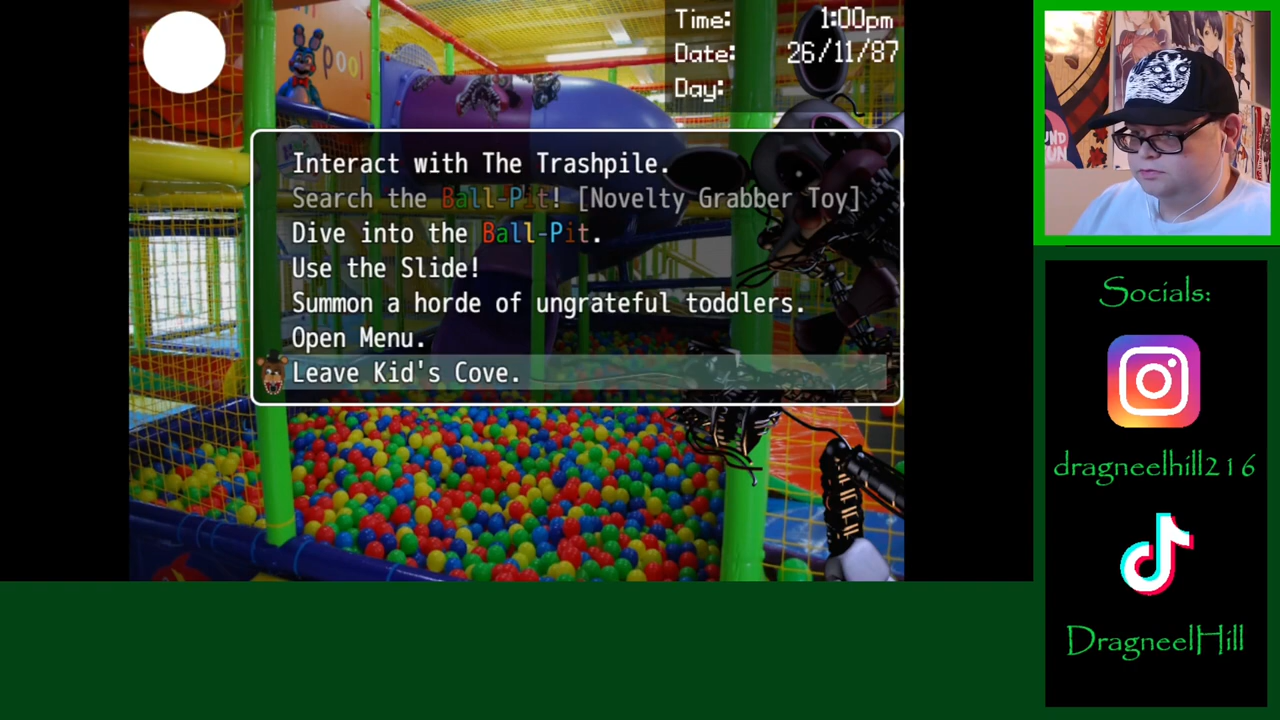 pool
Time: 1:00pm
Date: 26/11/87
Day:
Interact with The Trashpile.
Search the Ball-Pit! [Novelty Grabber Toy]
Dive into the Ball-Pit.
Use the Slide!
Summon a horde of ungrateful toddlers.
Open Menu.
Leave Kid's Cove.
Socials:
dragneelhill216
DragneelHill